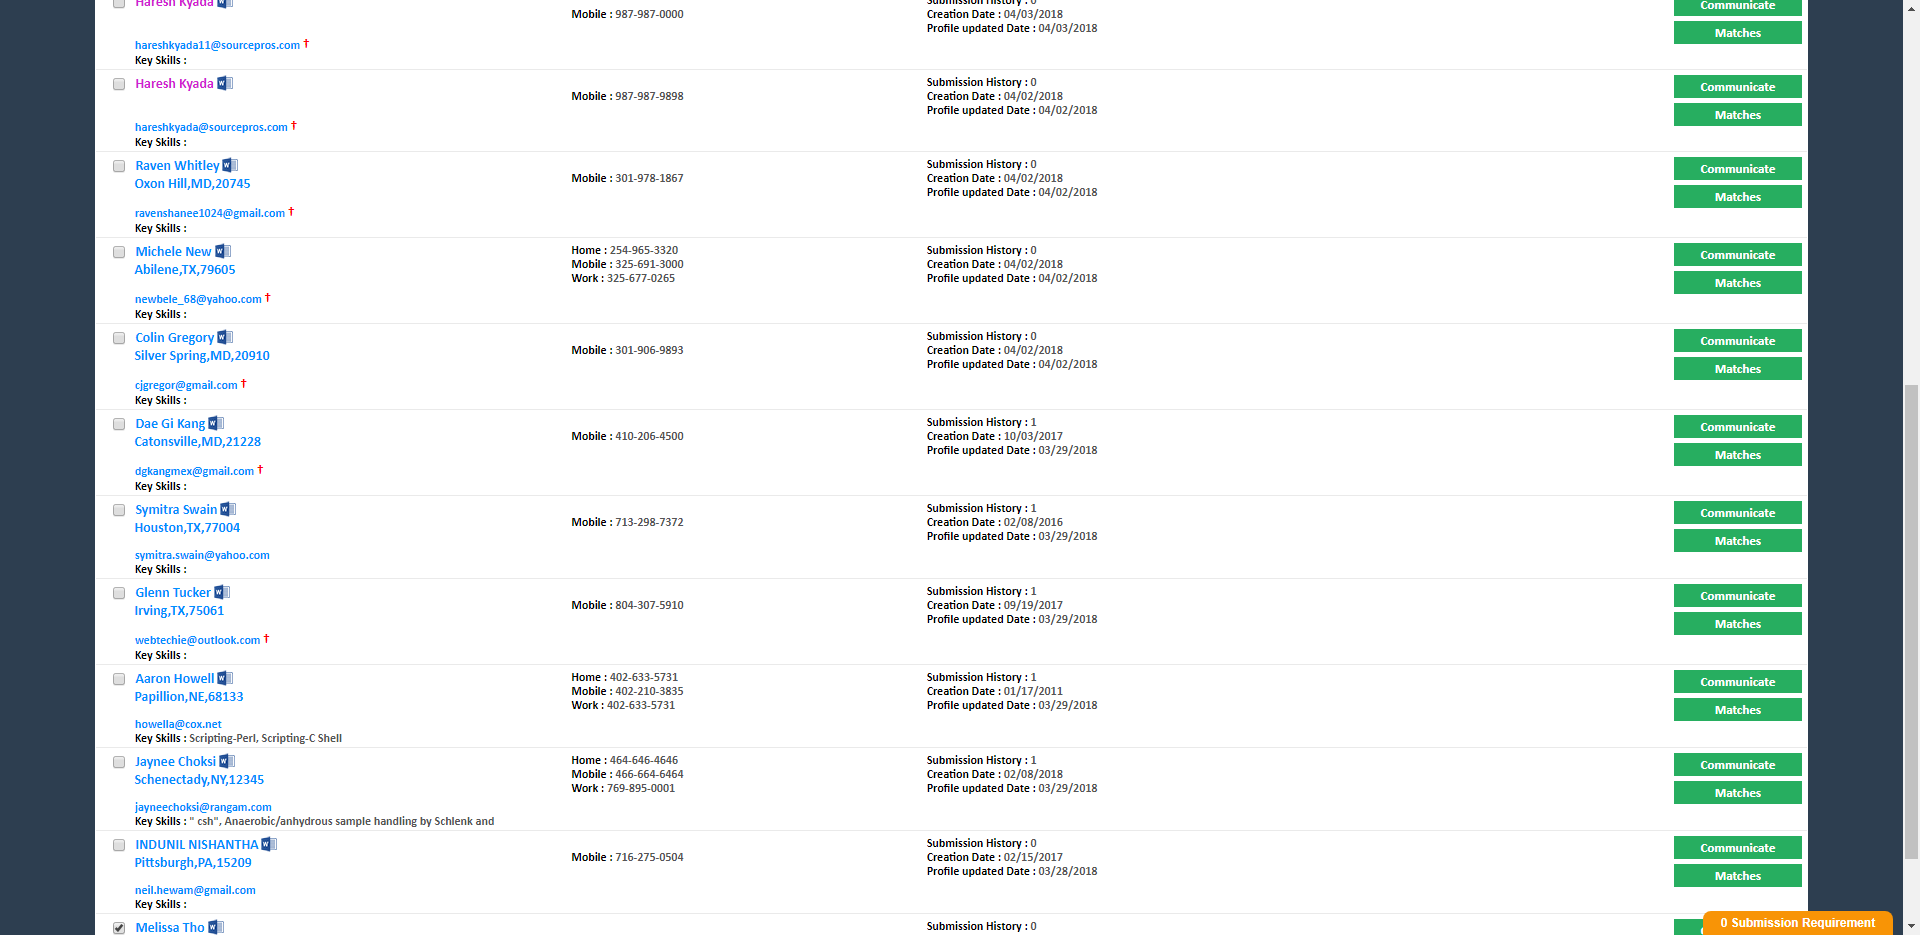 Haresh Kyada
Mobile : 987-987-0000
Submission History : 0
Creation Date : 04/03/2018
Profile updated Date : 04/03/2018
Communicate
Matches
hareshkyada11@sourcepros.com †
Key Skills :
Haresh Kyada
Mobile : 987-987-9898
Submission History : 0
Creation Date : 04/02/2018
Profile updated Date : 04/02/2018
Communicate
Matches
hareshkyada@sourcepros.com †
Key Skills :
Raven Whitley
Oxon Hill,MD,20745
Mobile : 301-978-1867
Submission History : 0
Creation Date : 04/02/2018
Profile updated Date : 04/02/2018
Communicate
Matches
ravenshanee1024@gmail.com †
Key Skills :
Michele New
Abilene,TX,79605
Home : 254-965-3320
Mobile : 325-691-3000
Work : 325-677-0265
Submission History : 0
Creation Date : 04/02/2018
Profile updated Date : 04/02/2018
Communicate
Matches
newbele_68@yahoo.com †
Key Skills :
Colin Gregory
Silver Spring,MD,20910
Mobile : 301-906-9893
Submission History : 0
Creation Date : 04/02/2018
Profile updated Date : 04/02/2018
Communicate
Matches
cjgregor@gmail.com †
Key Skills :
Dae Gi Kang
Catonsville,MD,21228
Mobile : 410-206-4500
Submission History : 1
Creation Date : 10/03/2017
Profile updated Date : 03/29/2018
Communicate
Matches
dgkangmex@gmail.com †
Key Skills :
Symitra Swain
Houston,TX,77004
Mobile : 713-298-7372
Submission History : 1
Creation Date : 02/08/2016
Profile updated Date : 03/29/2018
Communicate
Matches
symitra.swain@yahoo.com
Key Skills :
Glenn Tucker
Irving,TX,75061
Mobile : 804-307-5910
Submission History : 1
Creation Date : 09/19/2017
Profile updated Date : 03/29/2018
Communicate
Matches
webtechie@outlook.com †
Key Skills :
Aaron Howell
Papillion,NE,68133
Home : 402-633-5731
Mobile : 402-210-3835
Work : 402-633-5731
Submission History : 1
Creation Date : 01/17/2011
Profile updated Date : 03/29/2018
Communicate
Matches
howella@cox.net
Key Skills : Scripting-Perl, Scripting-C Shell
Jaynee Choksi
Schenectady,NY,12345
Home : 464-646-4646
Mobile : 466-664-6464
Work : 769-895-0001
Submission History : 1
Creation Date : 02/08/2018
Profile updated Date : 03/29/2018
Communicate
Matches
jayneechoksi@rangam.com
Key Skills : " csh", Anaerobic/anhydrous sample handling by Schlenk and
INDUNIL NISHANTHA
Pittsburgh,PA,15209
Mobile : 716-275-0504
Submission History : 0
Creation Date : 02/15/2017
Profile updated Date : 03/28/2018
Communicate
Matches
neil.hewam@gmail.com
Key Skills :
Melissa Tho
Submission History : 0
0 Submission Requirement